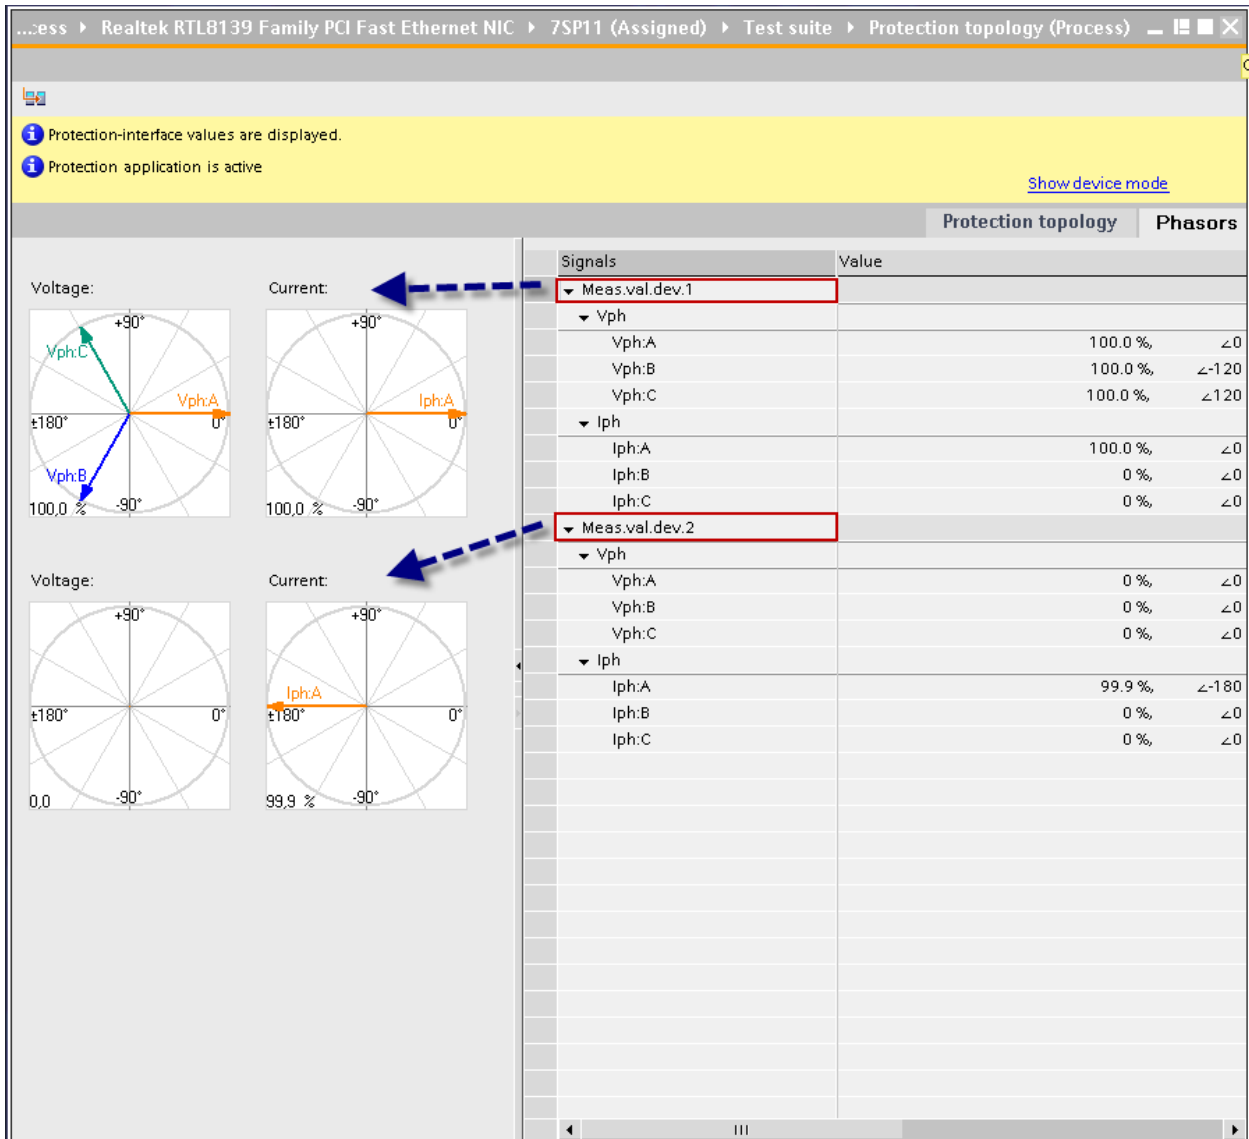 ...:ess ▸ Realtek RTL8139 Family PCI Fast Ethernet NIC ▸ 7SP11 (Assigned) ▸ Test suite ▸ Protection topology (Process)
Protection-interface values are displayed.
Protection application is active
Show device mode
Protection topology Phasors
Signals Value
Voltage: Current:
+90° +90°
Vph:C
Vph:A Iph:A
±180° 0° ±180° 0°
Vph:B
100,0 % -90° 100,0 % -90°
Voltage: Current:
+90° +90°
Iph:A
±180° 0° ±180° 0°
0,0 -90° 99,9 % -90°
Meas.val.dev.1
Vph
Vph:A 100.0 %, ∠0
Vph:B 100.0 %, ∠-120
Vph:C 100.0 %, ∠120
Iph
Iph:A 100.0 %, ∠0
Iph:B 0 %, ∠0
Iph:C 0 %, ∠0
Meas.val.dev.2
Vph
Vph:A 0 %, ∠0
Vph:B 0 %, ∠0
Vph:C 0 %, ∠0
Iph
Iph:A 99.9 %, ∠-180
Iph:B 0 %, ∠0
Iph:C 0 %, ∠0